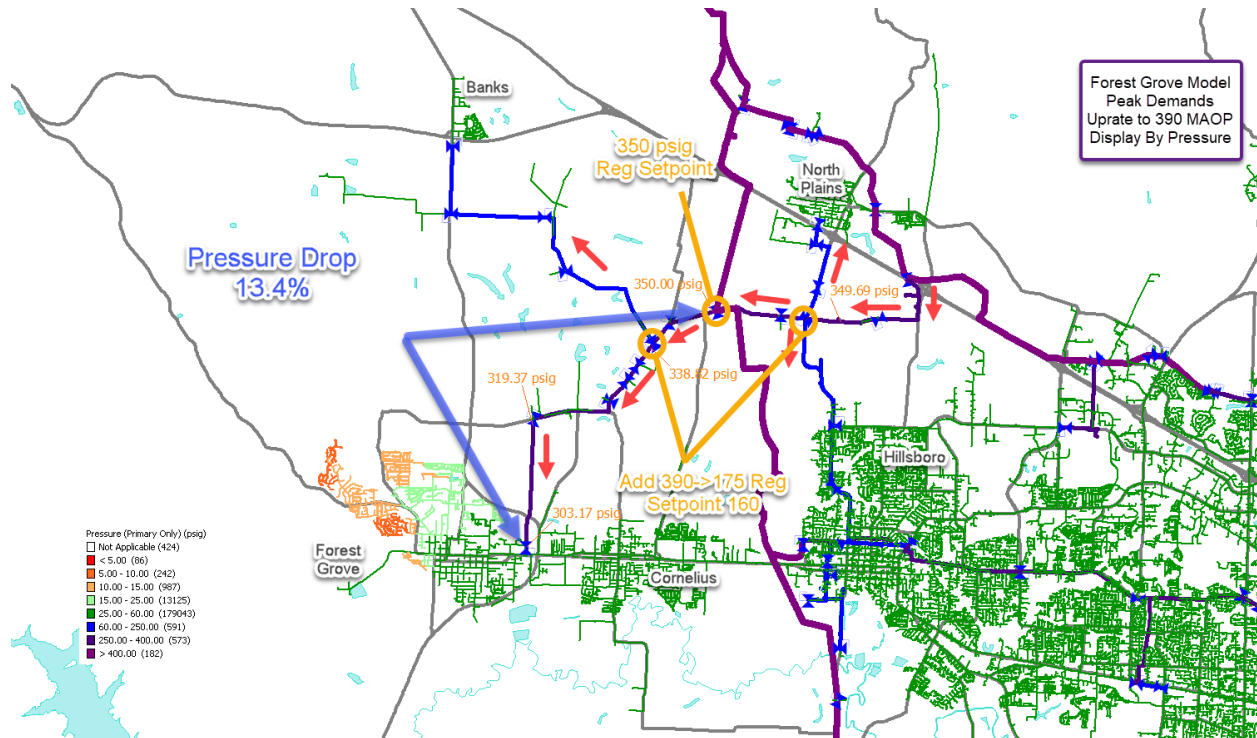 Forest Grove Model
Peak Demands
Uprate to 390 MAOP
Display By Pressure
Banks
350 psig
Reg Setpoint
North
Plains
Pressure Drop
13.4%
350.00 psig
349.69 psig
338.82 psig
319.37 psig
Hillsboro
Add 390->175 Reg
Setpoint 160
303.17 psig
Forest
Grove
Cornelius
Pressure (Primary Only) (psig)
Not Applicable (424)
< 5.00 (86)
5.00 - 10.00 (242)
10.00 - 15.00 (987)
15.00 - 25.00 (13125)
25.00 - 60.00 (179043)
60.00 - 250.00 (591)
250.00 - 400.00 (573)
> 400.00 (182)